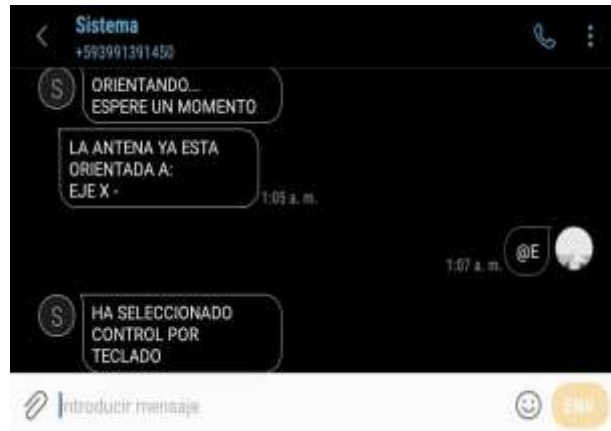 Sistema
+593991391450
S
ORIENTANDO...
ESPERE UN MOMENTO
LA ANTENA YA ESTA
ORIENTADA A:
EJE X -
1:05 a. m.
@E
1:07 a. m.
S
HA SELECCIONADO
CONTROL POR
TECLADO
Introducir mensaje